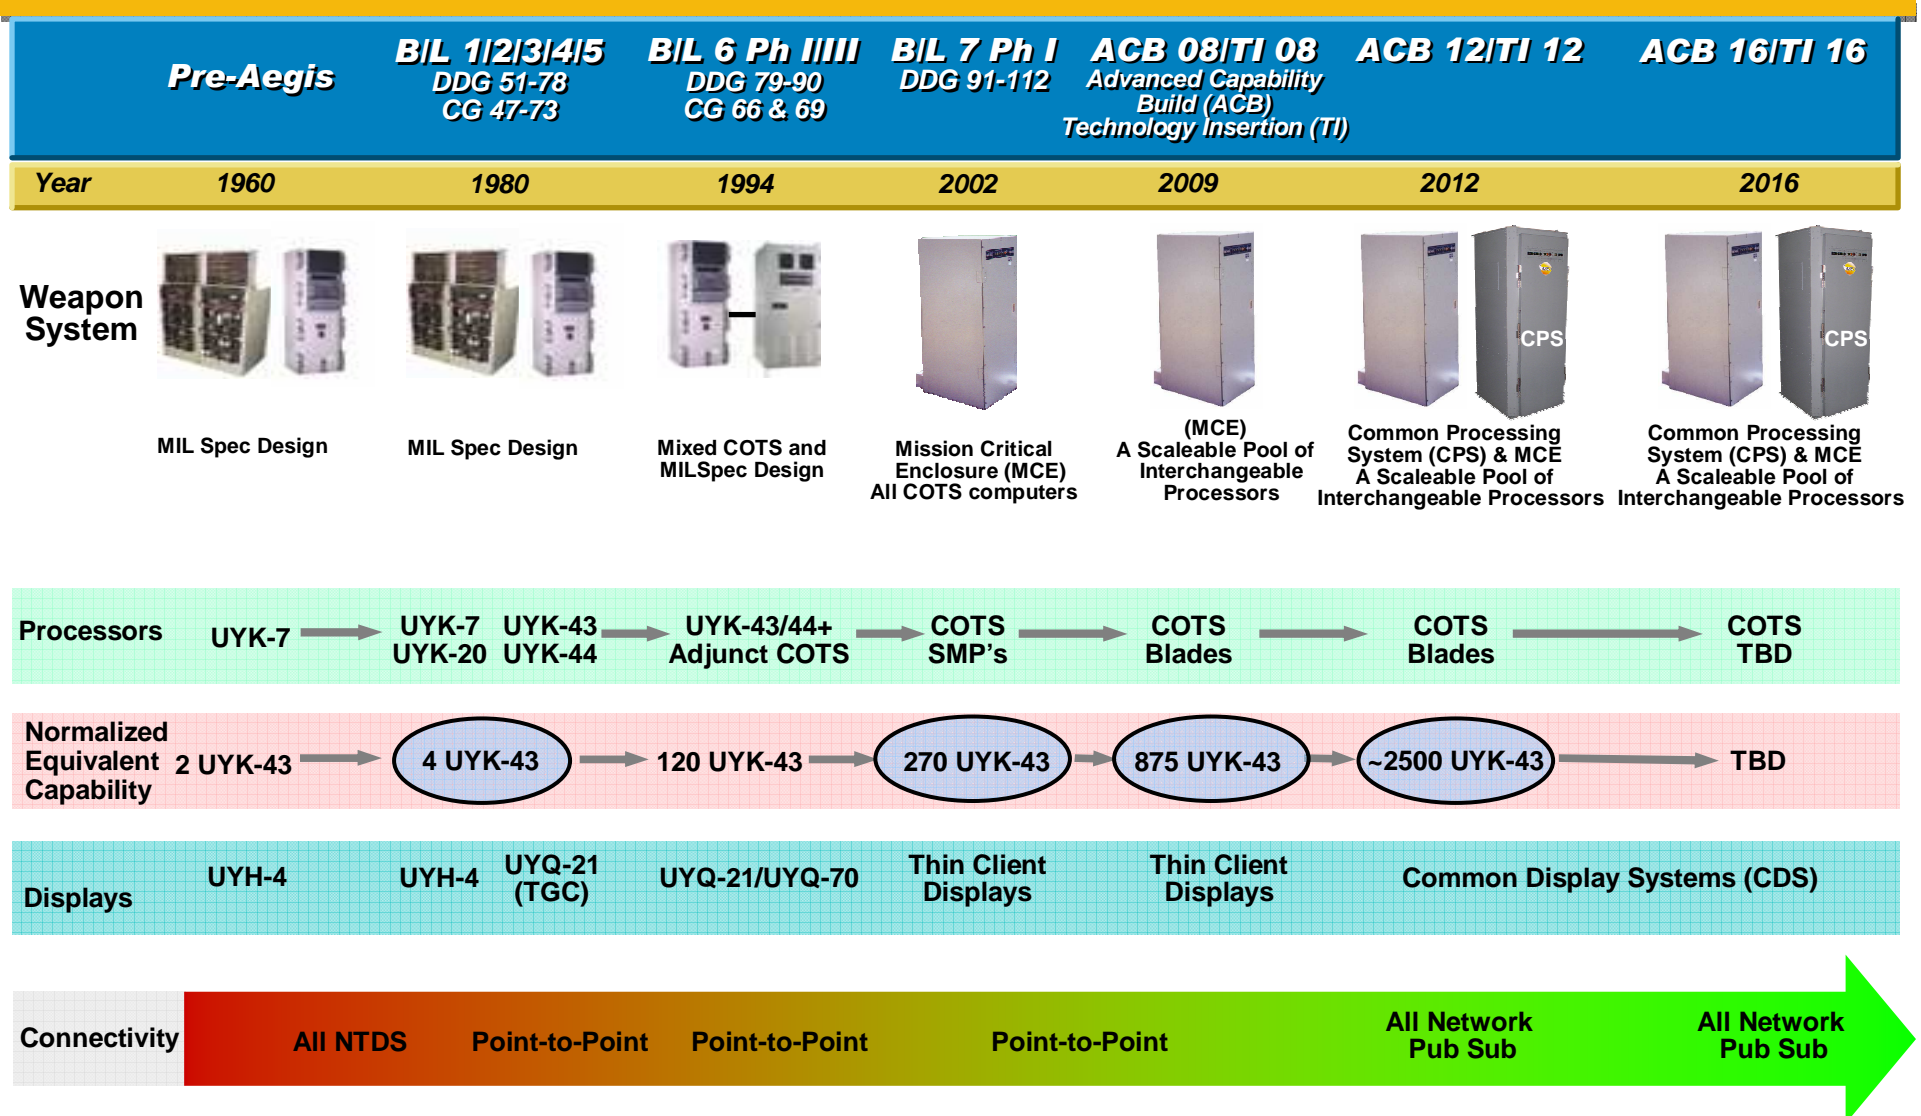 Pre-Aegis
B/L 1/2/3/4/5
DDG 51-78
CG 47-73
B/L 6 Ph I/III
DDG 79-90
CG 66 & 69
B/L 7 Ph I
DDG 91-112
ACB 08/TI 08
Advanced Capability
Build (ACB)
Technology Insertion (TI)
ACB 12/TI 12
ACB 16/TI 16
Year 1960 1980 1994 2002 2009 2012 2016
Weapon
System
CPS
CPS
MIL Spec Design
MIL Spec Design
Mixed COTS and
MILSpec Design
Mission Critical
Enclosure (MCE)
All COTS computers
(MCE)
A Scaleable Pool of
Interchangeable
Processors
Common Processing
System (CPS) & MCE
A Scaleable Pool of
Interchangeable Processors
Common Processing
System (CPS) & MCE
A Scaleable Pool of
Interchangeable Processors
Processors
UYK-7
UYK-7 UYK-43
UYK-20 UYK-44
UYK-43/44+
Adjunct COTS
COTS
SMP's
COTS
Blades
COTS
Blades
COTS
TBD
Normalized
Equivalent
Capability
2 UYK-43
4 UYK-43
120 UYK-43
270 UYK-43
875 UYK-43
~2500 UYK-43
TBD
Displays
UYH-4
UYH-4
UYQ-21
(TGC)
UYQ-21/UYQ-70
Thin Client
Displays
Thin Client
Displays
Common Display Systems (CDS)
Connectivity
All NTDS
Point-to-Point
Point-to-Point
Point-to-Point
All Network
Pub Sub
All Network
Pub Sub